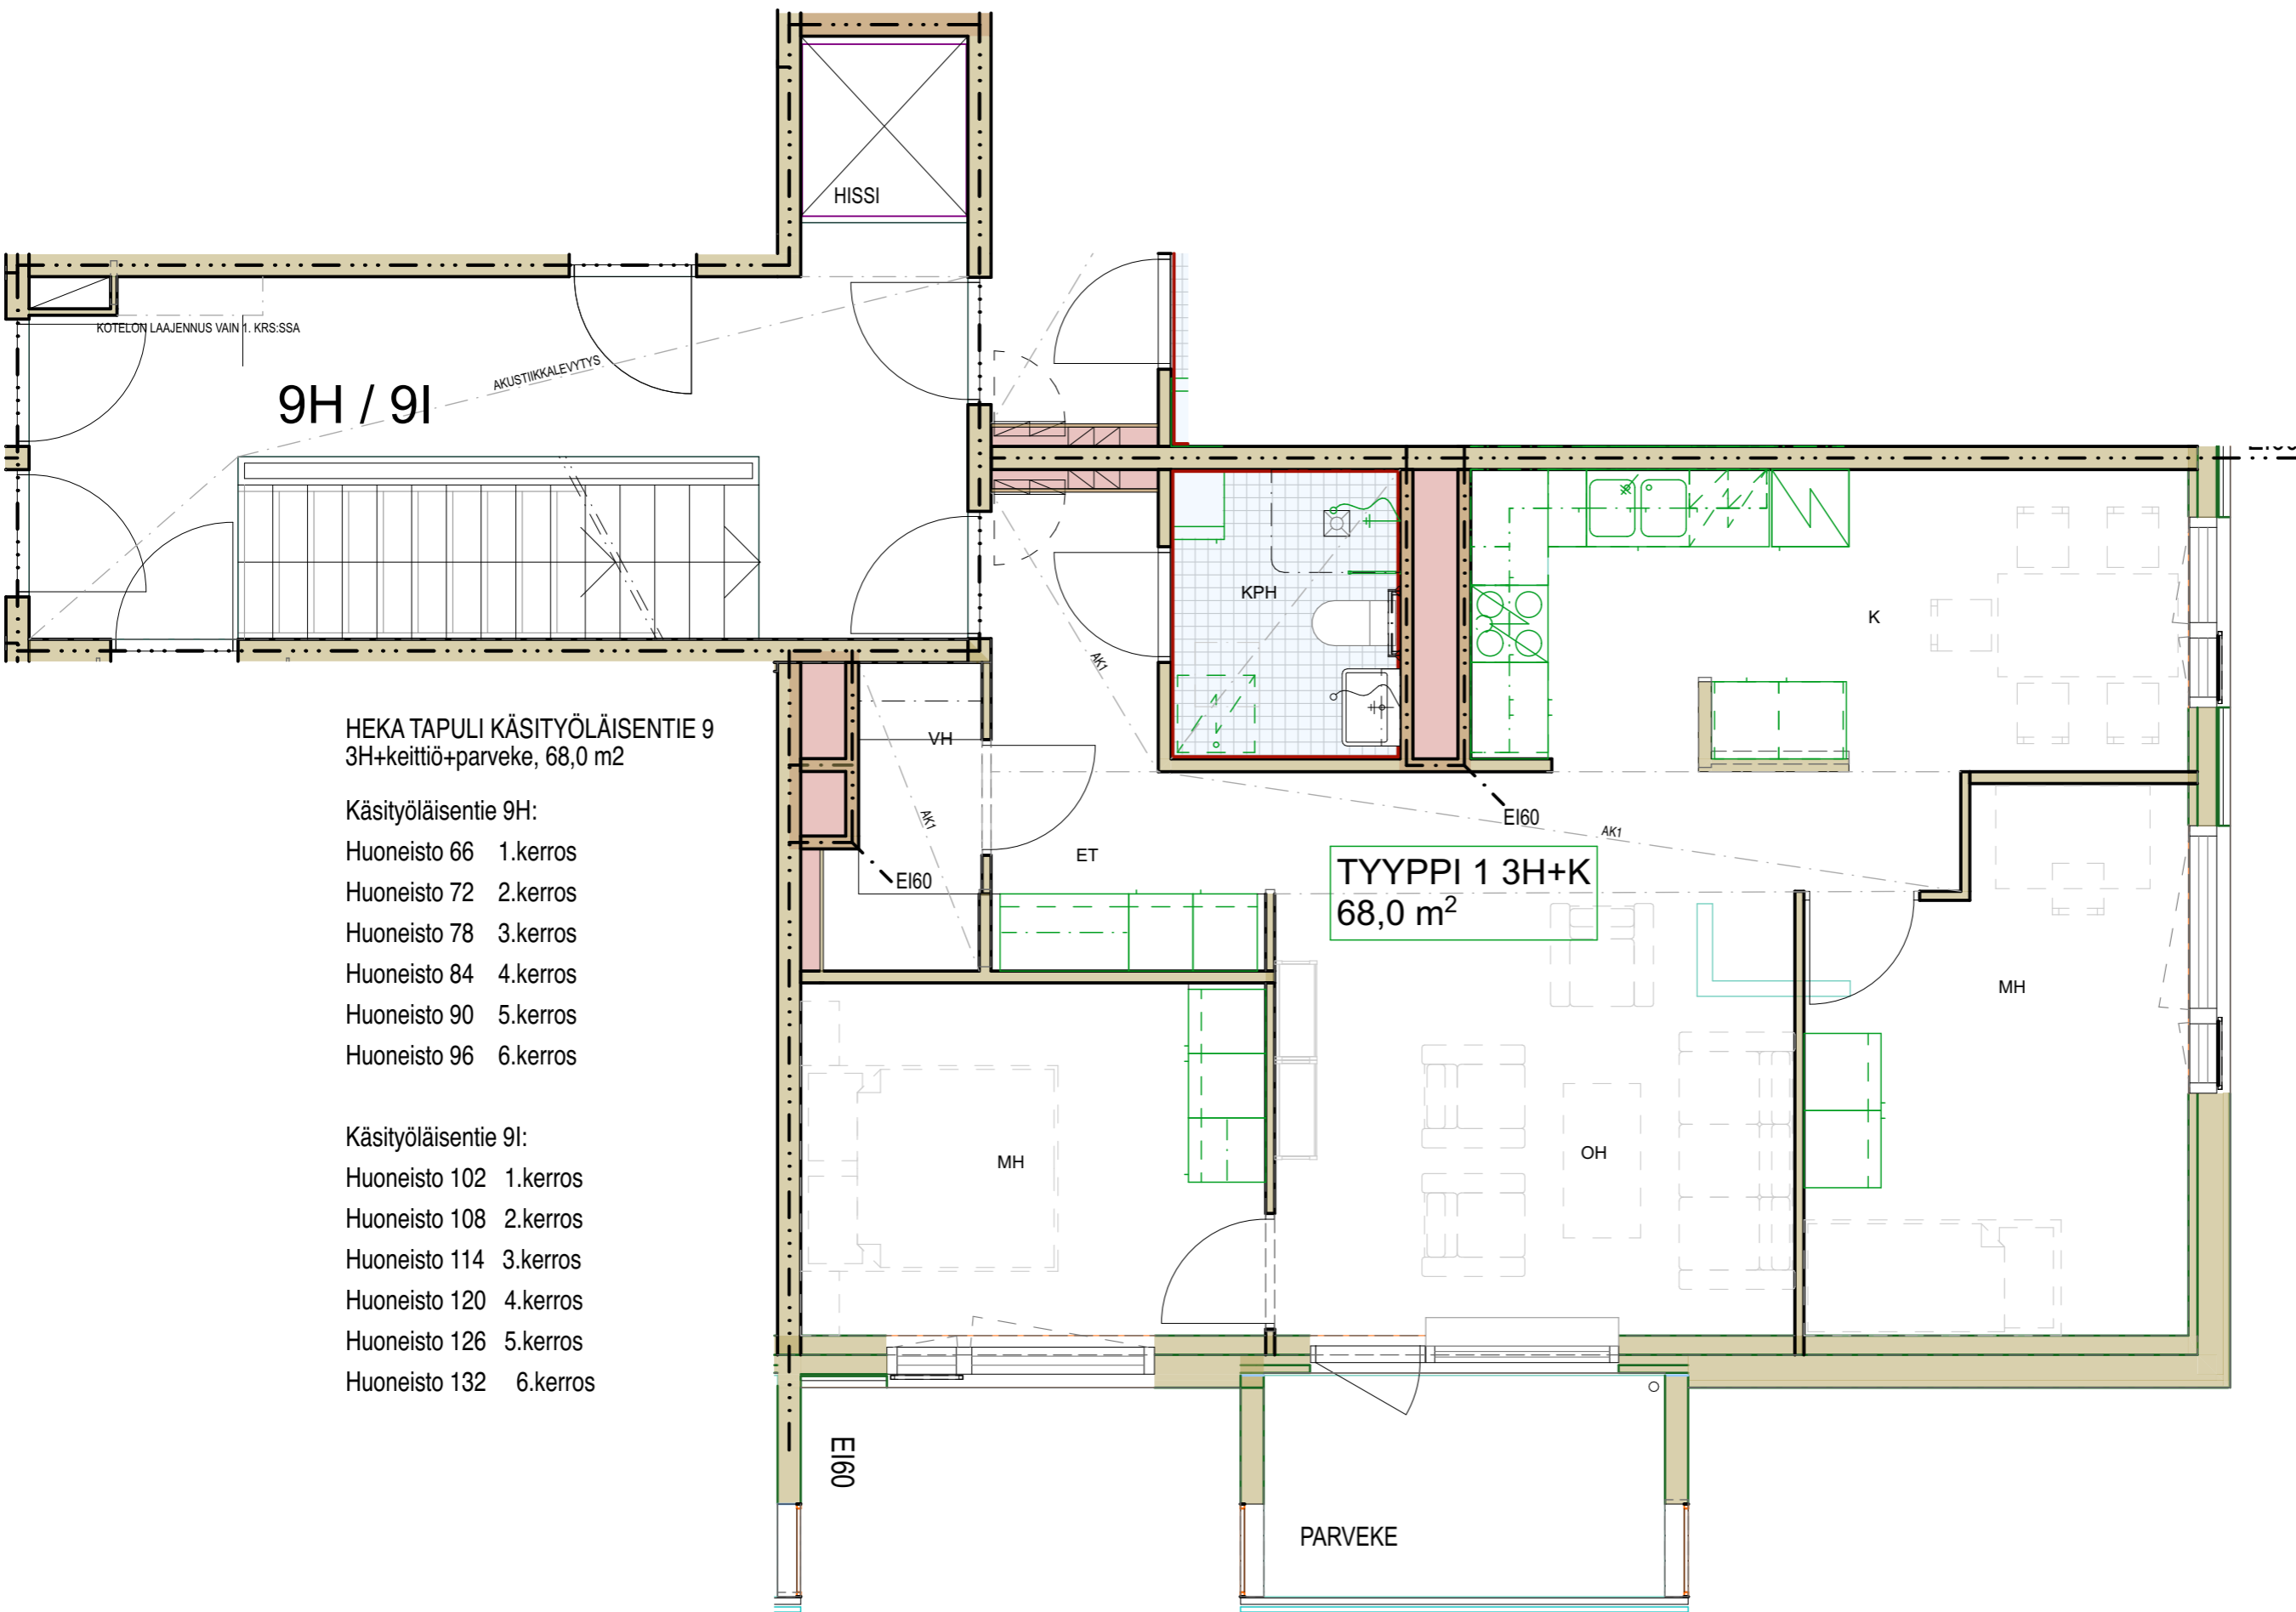 HISSI
KOTELON LAAJENNUS VAIN 1. KRS:SSA
AKUSTIIKKALEVYTYS
9H / 9I
KPH
K
AK1
HEKA TAPULI KÄSITYÖLÄISENTIE 9
3H+keittiö+parveke, 68,0 m2
VH
AK1
EI60
AK1
ET
EI60
TYYPPI 1 3H+K
68,0 m²
Käsityöläisentie 9H:
Huoneisto 66 1.kerros
Huoneisto 72 2.kerros
Huoneisto 78 3.kerros
Huoneisto 84 4.kerros
Huoneisto 90 5.kerros
Huoneisto 96 6.kerros
MH
MH
OH
Käsityöläisentie 9I:
Huoneisto 102 1.kerros
Huoneisto 108 2.kerros
Huoneisto 114 3.kerros
Huoneisto 120 4.kerros
Huoneisto 126 5.kerros
Huoneisto 132 6.kerros
EI60
PARVEKE